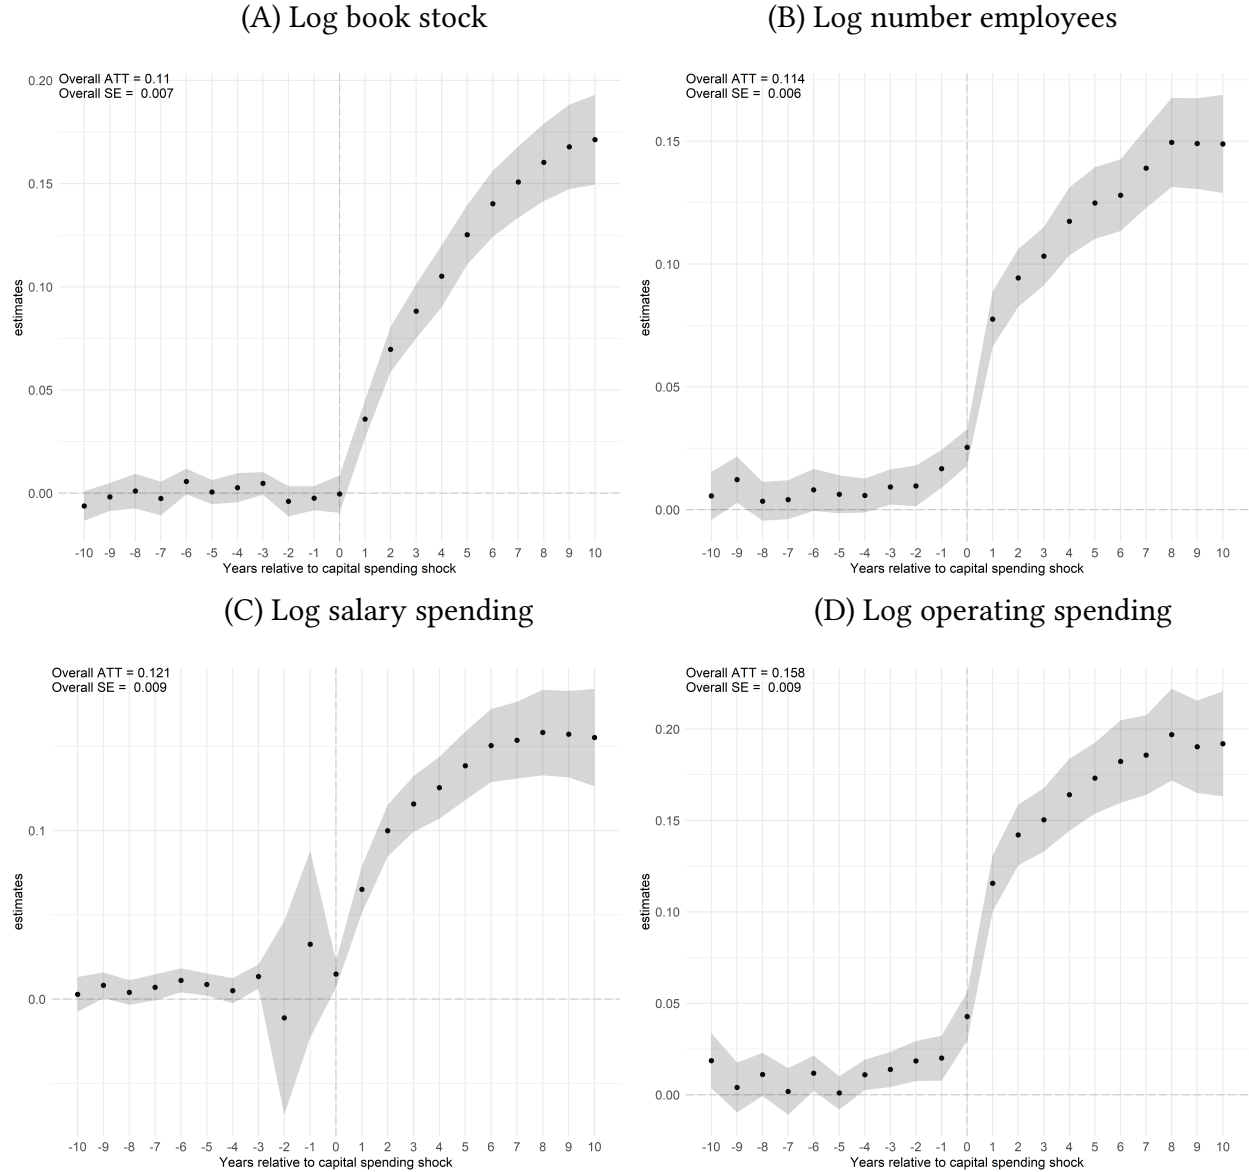 (A) Log book stock
Overall ATT = 0.11
Overall SE =  0.007
0.20
0.15
0.10
0.05
0.00
estimates
-10 -9 -8 -7 -6 -5 -4 -3 -2 -1 0 1 2 3 4 5 6 7 8 9 10
Years relative to capital spending shock
(B) Log number employees
Overall ATT = 0.114
Overall SE =  0.006
0.15
0.10
0.05
0.00
estimates
-10 -9 -8 -7 -6 -5 -4 -3 -2 -1 0 1 2 3 4 5 6 7 8 9 10
Years relative to capital spending shock
(C) Log salary spending
Overall ATT = 0.121
Overall SE =  0.009
0.1
0.0
estimates
-10 -9 -8 -7 -6 -5 -4 -3 -2 -1 0 1 2 3 4 5 6 7 8 9 10
Years relative to capital spending shock
(D) Log operating spending
Overall ATT = 0.158
Overall SE =  0.009
0.20
0.15
0.10
0.05
0.00
estimates
-10 -9 -8 -7 -6 -5 -4 -3 -2 -1 0 1 2 3 4 5 6 7 8 9 10
Years relative to capital spending shock